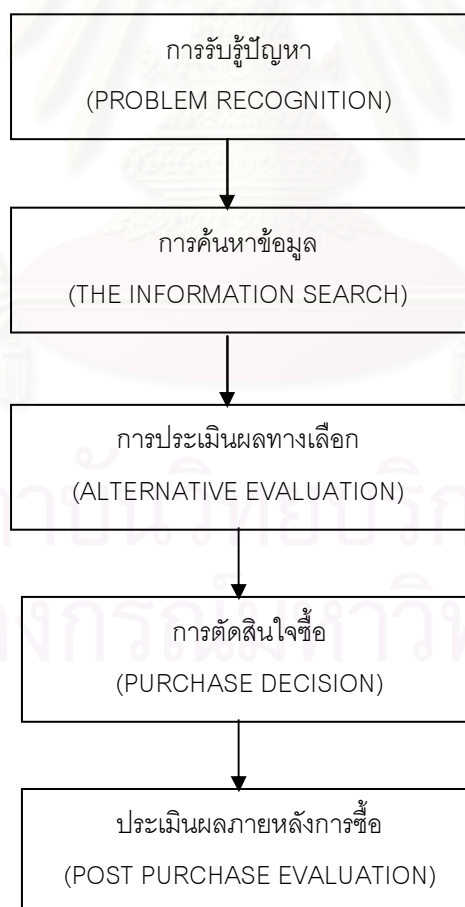 การรับรู้ปัญหา
(PROBLEM RECOGNITION)
การค้นหาข้อมูล
(THE INFORMATION SEARCH)
การประเมินผลทางเลือก
(ALTERNATIVE EVALUATION)
การตัดสินใจซื้อ
(PURCHASE DECISION)
ประเมินผลภายหลังการซื้อ
(POST PURCHASE EVALUATION)